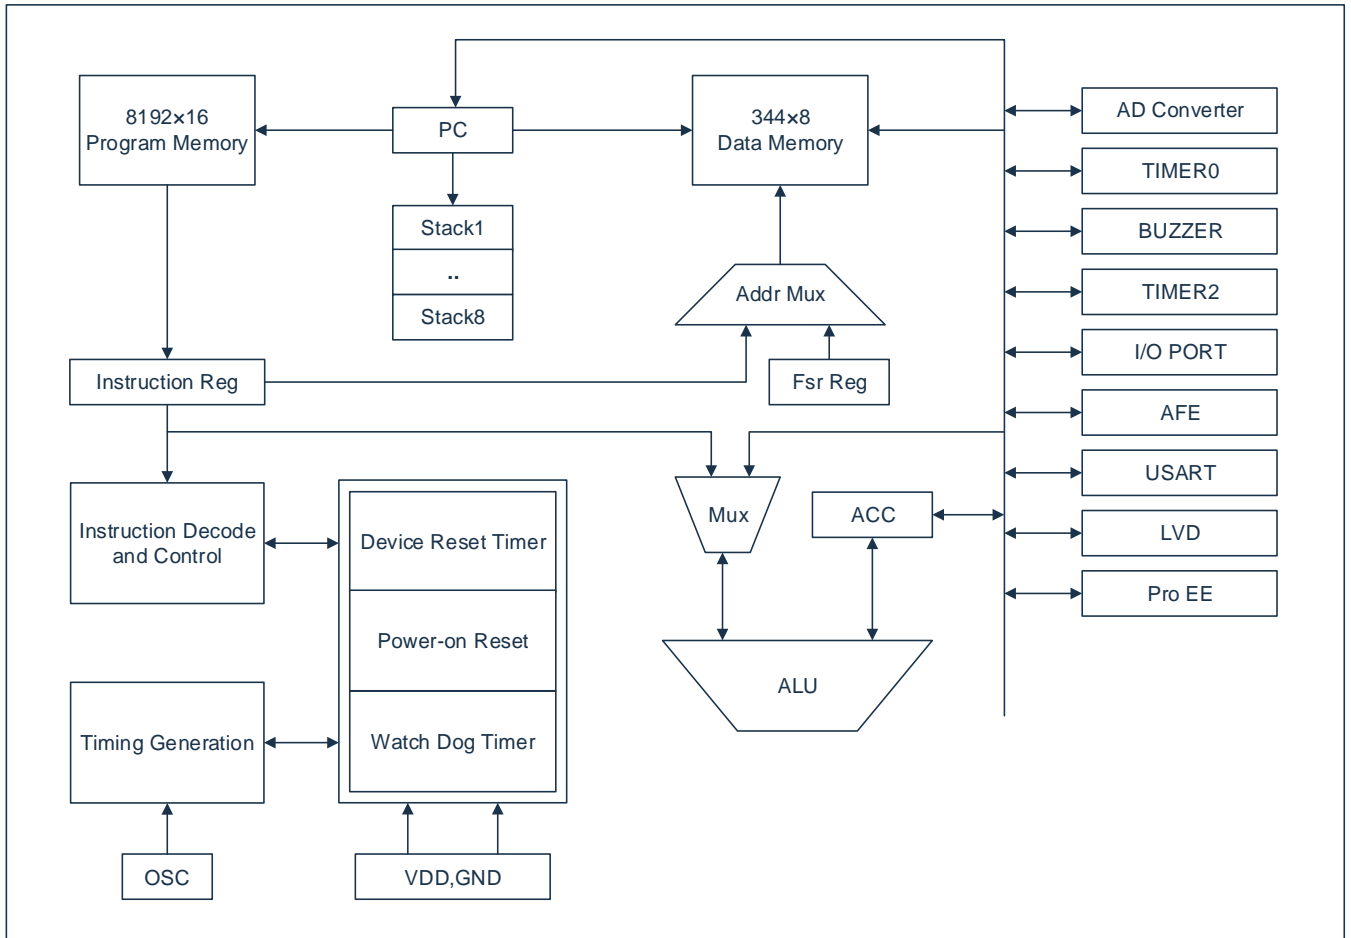 8192×16
Program Memory
PC
344×8
Data Memory
AD Converter
TIMER0
Stack1
BUZZER
..
TIMER2
Addr Mux
Stack8
I/O PORT
Instruction Reg
Fsr Reg
AFE
USART
Mux
ACC
Instruction Decode
and Control
Device Reset Timer
LVD
Pro EE
Power-on Reset
ALU
Timing Generation
Watch Dog Timer
OSC
VDD,GND